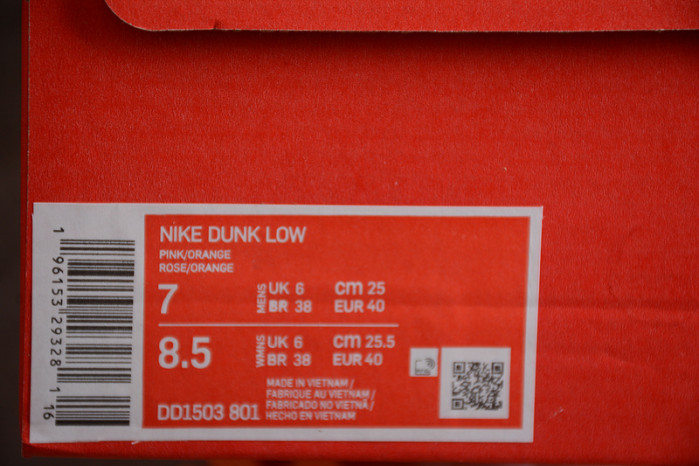 NIKE DUNK LOW
PINK/ORANGE
ROSE/ORANGE
7 MENS UK 6 cm 25
BR 38 EUR 40
8.5 WMNS UK 6 cm 25.5
BR 38 EUR 40
MADE IN VIETNAM /
FABRIQUE AU VIETNAM /
FABRICADO NO VIETNÃ /
HECHO EN VIETNAM
DD1503 801
1 96153 29328 1 16